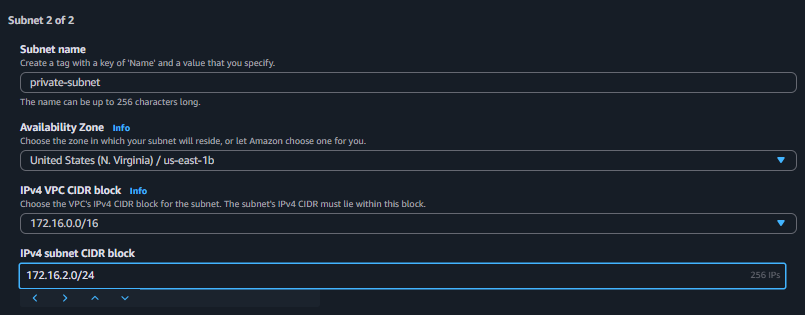 Subnet 2 of 2
Subnet name
Create a tag with a key of 'Name' and a value that you specify.
private-subnet
The name can be up to 256 characters long.
Availability Zone Info
Choose the zone in which your subnet will reside, or let Amazon choose one for you.
United States (N. Virginia) / us-east-1b
IPv4 VPC CIDR block Info
Choose the VPC's IPv4 CIDR block for the subnet. The subnet's IPv4 CIDR must lie within this block.
172.16.0.0/16
IPv4 subnet CIDR block
172.16.2.0/24 256 IPs